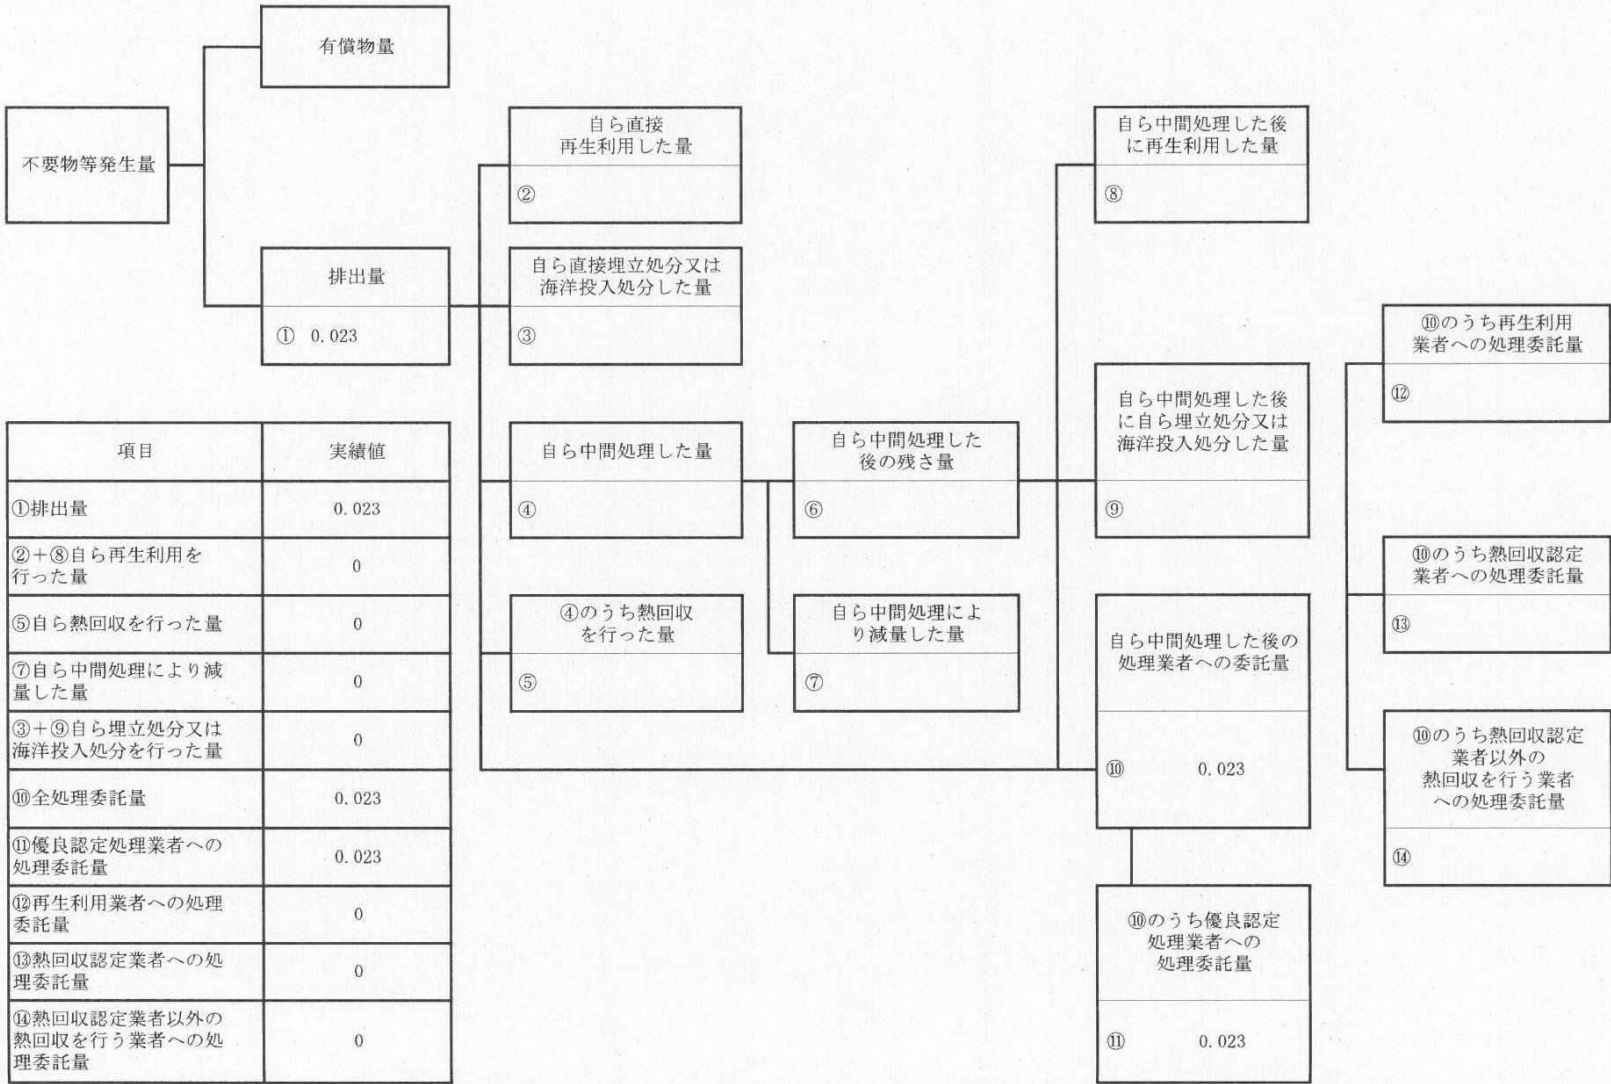 有償物量
不要物等発生量
排出量
① 0.023
自ら直接
再生利用した量
②
自ら直接埋立処分又は
海洋投入処分した量
③
自ら中間処理した量
④
④のうち熱回収
を行った量
⑤
自ら中間処理した
後の残さ量
⑥
自ら中間処理によ
り減量した量
⑦
自ら中間処理した後
に再生利用した量
⑧
自ら中間処理した後
に自ら埋立処分又は
海洋投入処分した量
⑨
自ら中間処理した後の
処理業者への委託量
⑩ 0.023
⑩のうち優良認定
処理業者への
処理委託量
⑪ 0.023
⑩のうち再生利用
業者への処理委託量
⑫
⑩のうち熱回収認定
業者への処理委託量
⑬
⑩のうち熱回収認定
業者以外の
熱回収を行う業者
への処理委託量
⑭
項目 実績値
①排出量 0.023
②+⑧自ら再生利用を
行った量 0
⑤自ら熱回収を行った量 0
⑦自ら中間処理により減
量した量 0
③+⑨自ら埋立処分又は
海洋投入処分を行った量 0
⑩全処理委託量 0.023
⑪優良認定処理業者への
処理委託量 0.023
⑫再生利用業者への処理
委託量 0
⑬熱回収認定業者への処
理委託量 0
⑭熱回収認定業者以外の
熱回収を行う業者への処
理委託量 0